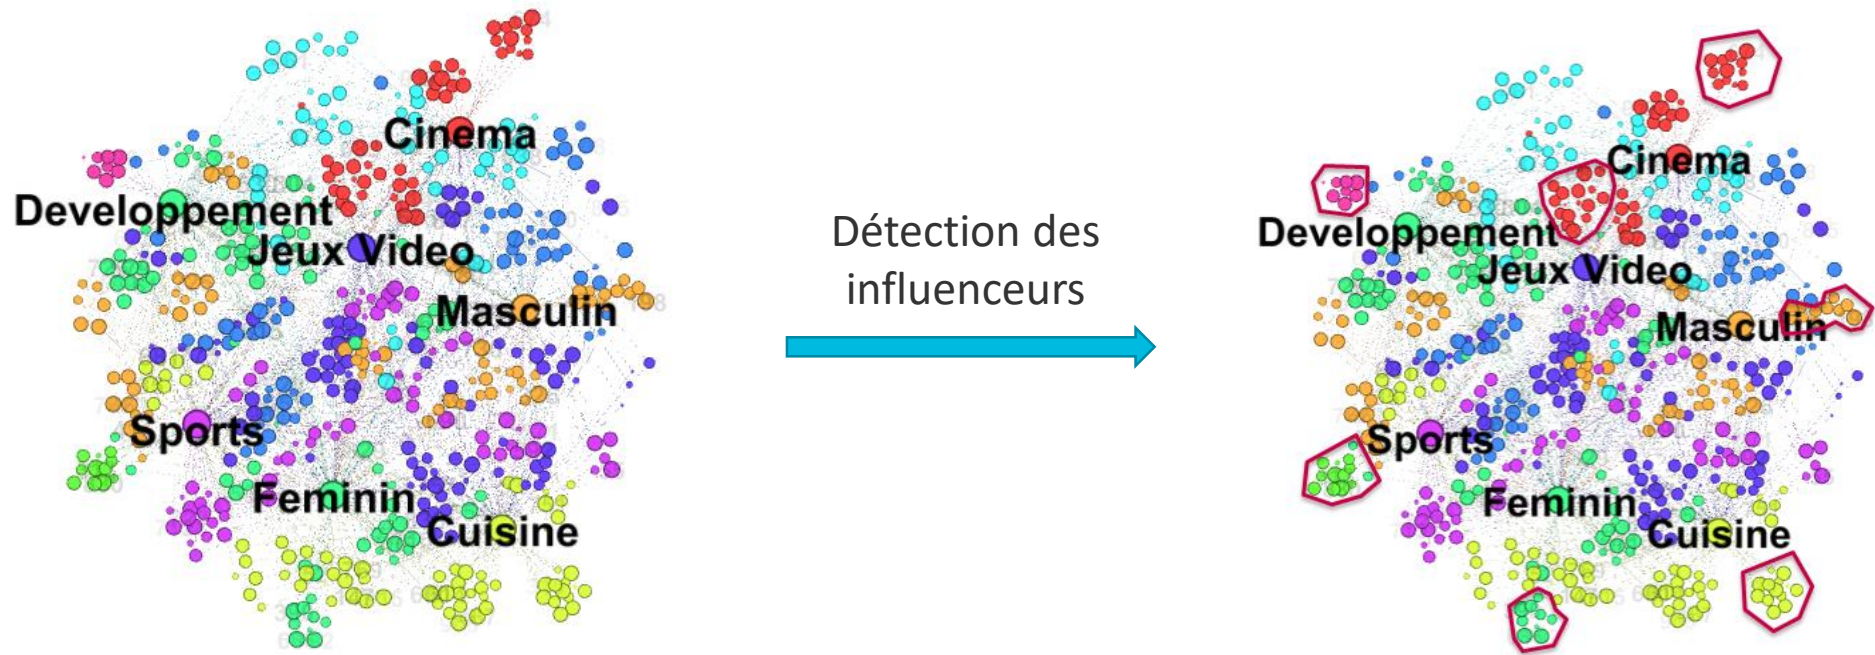 Cinema
Developpement
Jeux Video
Masculin
Sports
Feminin
Cuisine
Détection des
influenceurs
Cinema
Developpement
Jeux Video
Masculin
Sports
Feminin
Cuisine